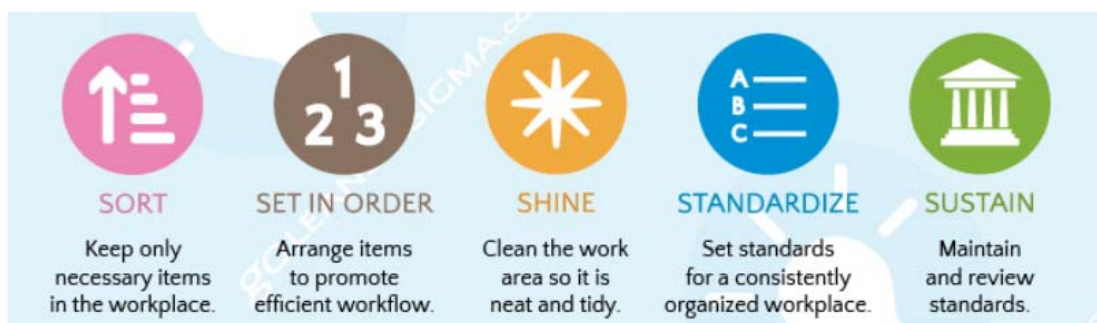 1
2 3
A
B
C
SORT
Keep only
necessary items
in the workplace.
SET IN ORDER
Arrange items
to promote
efficient workflow.
SHINE
Clean the work
area so it is
neat and tidy.
STANDARDIZE
Set standards
for a consistently
organized workplace.
SUSTAIN
Maintain
and review
standards.